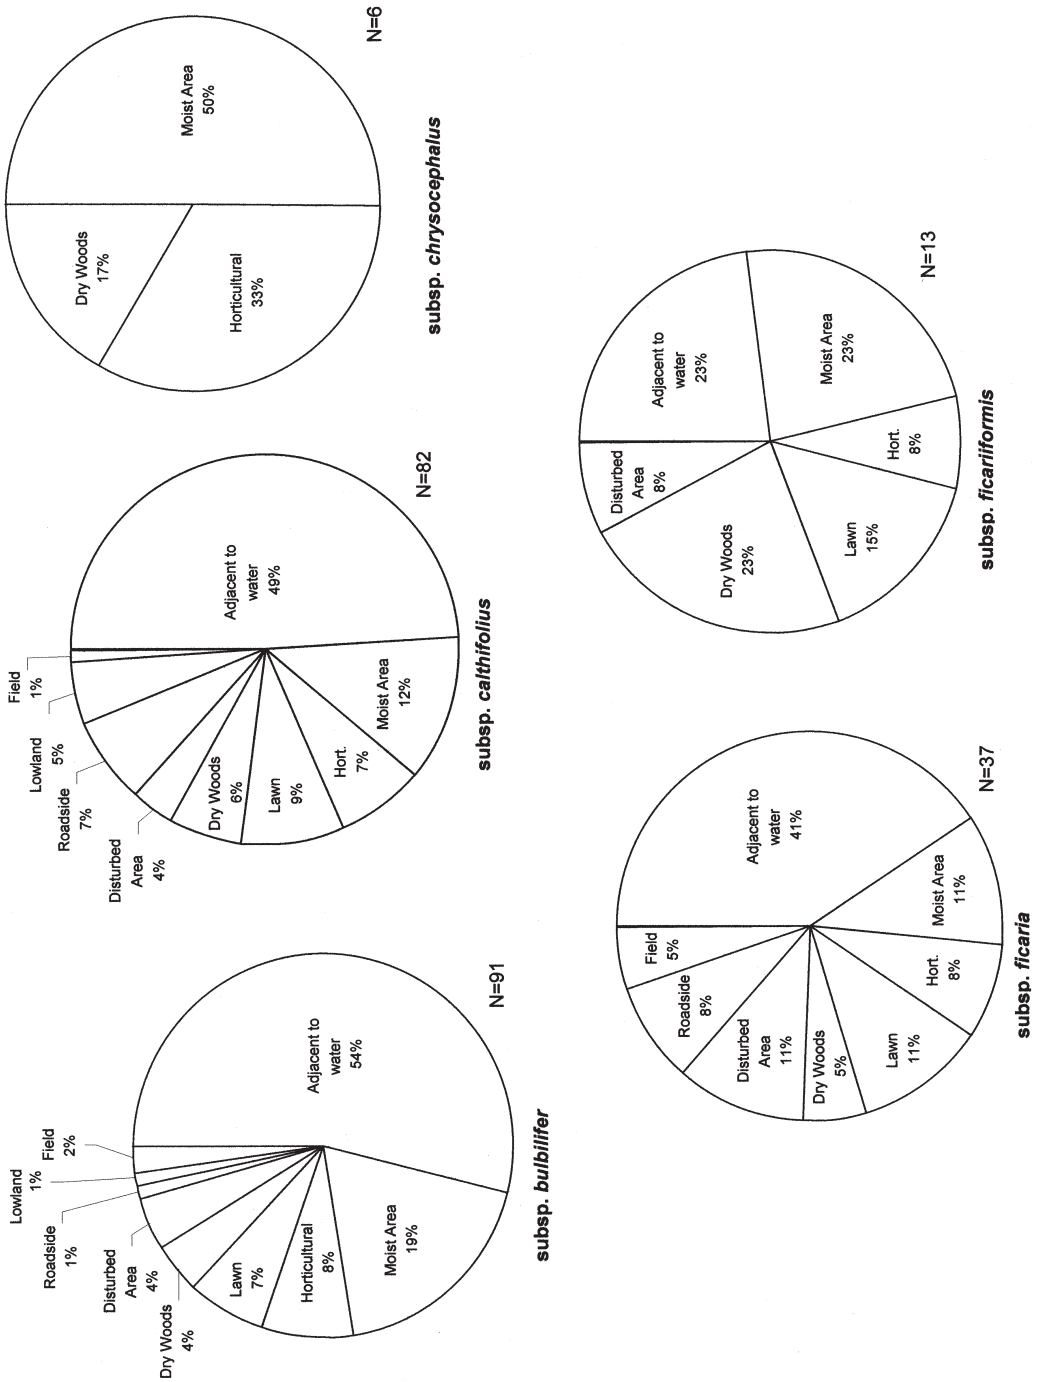 Adjacent to
water
54%
Moist Area
19%
Horticultural
8%
Lawn
7%
Dry Woods
4%
Disturbed
Area
4%
Roadside
1%
Lowland
1%
Field
2%
N=91
subsp. bulbilifer
Adjacent to
water
49%
Moist Area
12%
Hort.
7%
Lawn
9%
Dry Woods
6%
Disturbed
Area
4%
Roadside
7%
Lowland
5%
Field
1%
N=82
subsp. calthifolius
Moist Area
50%
Horticultural
33%
Dry Woods
17%
N=6
subsp. chrysocephalus
Adjacent to
water
41%
Moist Area
11%
Hort.
8%
Lawn
11%
Dry Woods
5%
Disturbed
Area
11%
Roadside
8%
Field
5%
N=37
subsp. ficaria
Adjacent to
water
23%
Moist Area
23%
Hort.
8%
Lawn
15%
Dry Woods
23%
Disturbed
Area
8%
N=13
subsp. ficariiformis